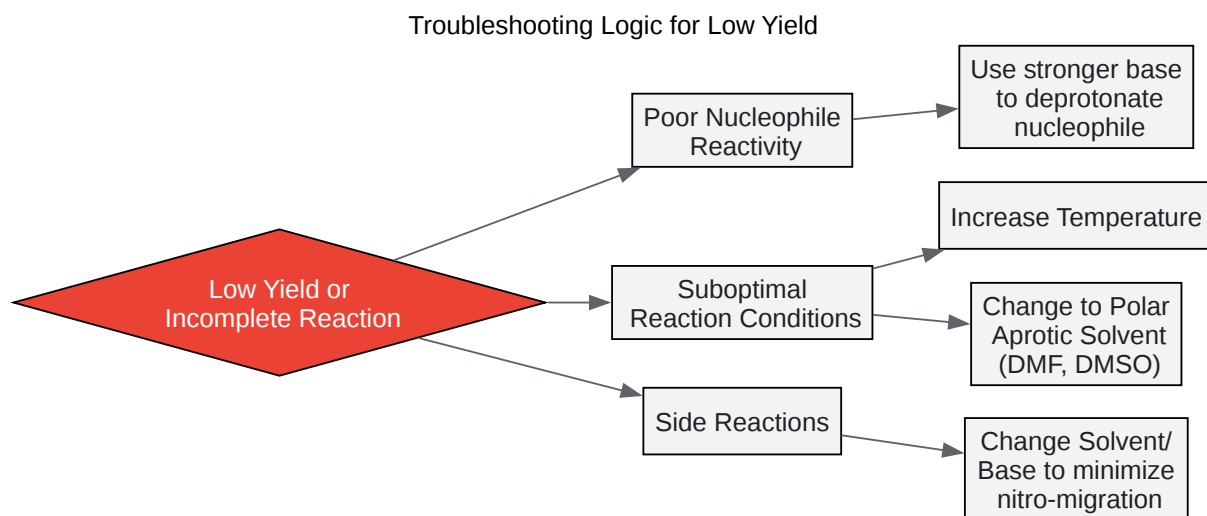 Troubleshooting Logic for Low Yield
Low Yield or
Incomplete Reaction
Poor Nucleophile
Reactivity
Use stronger base
to deprotonate
nucleophile
Suboptimal
Reaction Conditions
Increase Temperature
Change to Polar
Aprotic Solvent
(DMF, DMSO)
Side Reactions
Change Solvent/
Base to minimize
nitro-migration